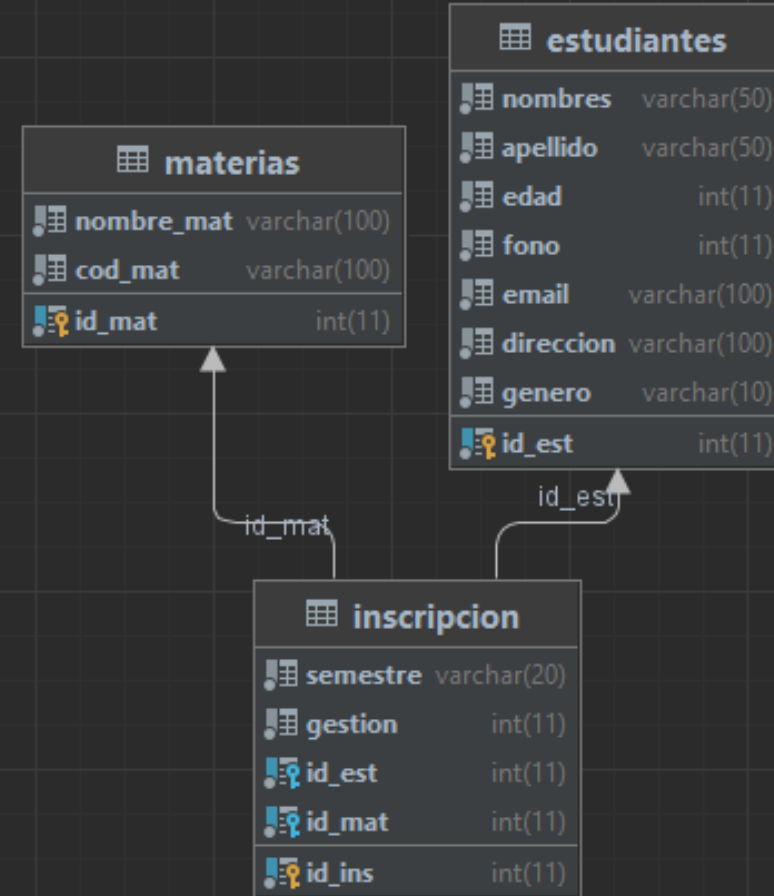 estudiantes
nombres varchar(50)
apellido varchar(50)
edad int(11)
fono int(11)
email varchar(100)
direccion varchar(100)
genero varchar(10)
id_est int(11)
materias
nombre_mat varchar(100)
cod_mat varchar(100)
id_mat int(11)
id_est
id_mat
inscripcion
semestre varchar(20)
gestion int(11)
id_est int(11)
id_mat int(11)
id_ins int(11)